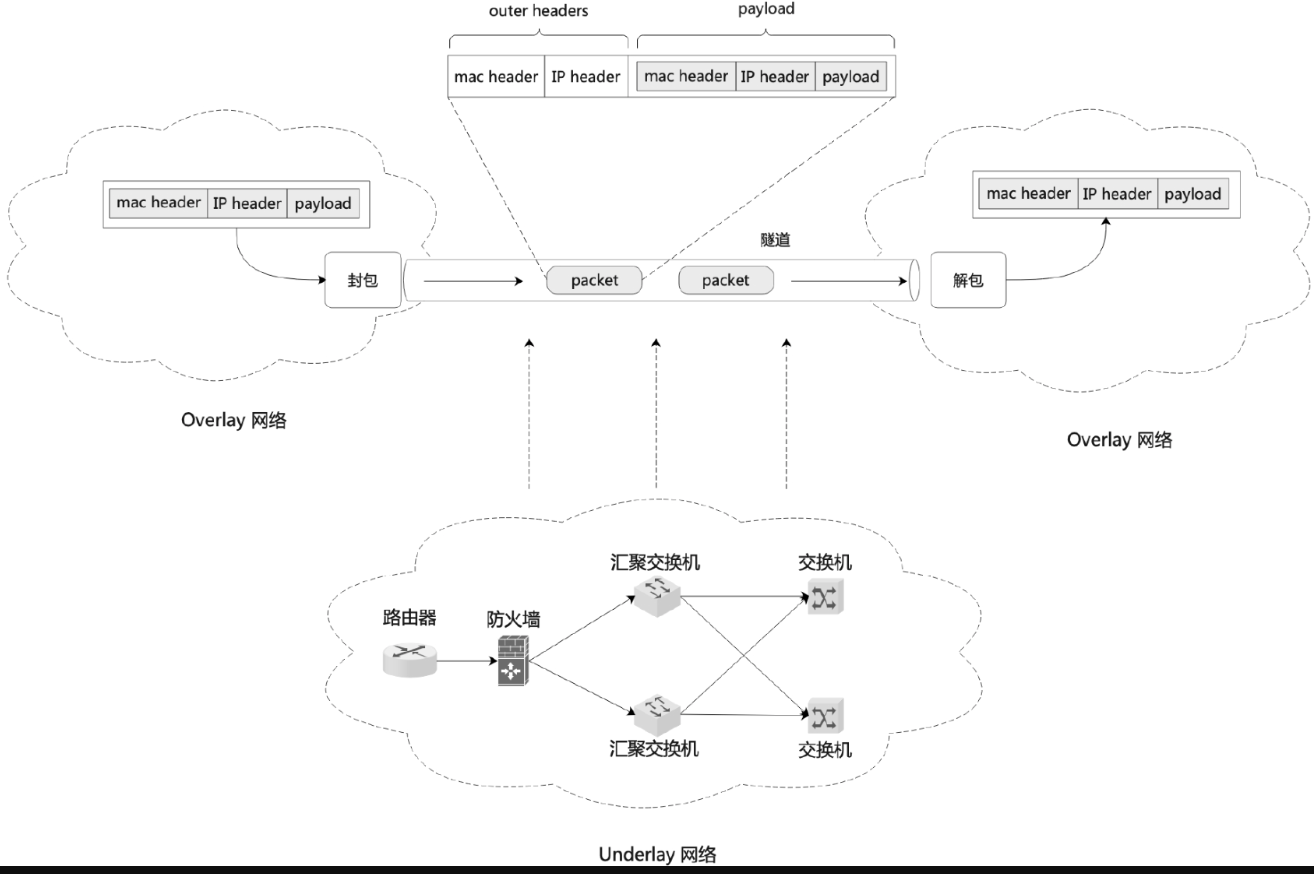 outer headers
payload
mac header IP header mac header IP header payload
mac header IP header payload
mac header IP header payload
隧道
封包
packet
packet
解包
Overlay 网络
Overlay 网络
汇聚交换机
交换机
路由器
防火墙
汇聚交换机
交换机
Underlay 网络